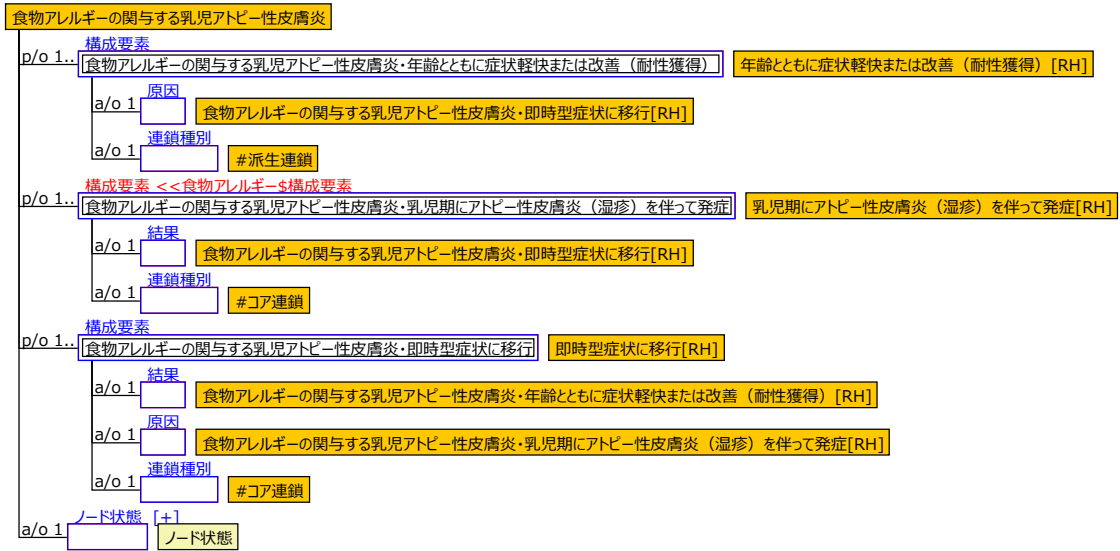 食物アレルギーの関与する乳児アトピー性皮膚炎
構成要素
p/o 1.. 食物アレルギーの関与する乳児アトピー性皮膚炎・年齢とともに症状軽快または改善（耐性獲得） 年齢とともに症状軽快または改善（耐性獲得）[RH]
原因
a/o 1 食物アレルギーの関与する乳児アトピー性皮膚炎・即時型症状に移行[RH]
連鎖種別
a/o 1 #派生連鎖
構成要素 <<食物アレルギー$構成要素
p/o 1.. 食物アレルギーの関与する乳児アトピー性皮膚炎・乳児期にアトピー性皮膚炎（湿疹）を伴って発症 乳児期にアトピー性皮膚炎（湿疹）を伴って発症[RH]
結果
a/o 1 食物アレルギーの関与する乳児アトピー性皮膚炎・即時型症状に移行[RH]
連鎖種別
a/o 1 #コア連鎖
構成要素
p/o 1.. 食物アレルギーの関与する乳児アトピー性皮膚炎・即時型症状に移行 即時型症状に移行[RH]
結果
a/o 1 食物アレルギーの関与する乳児アトピー性皮膚炎・年齢とともに症状軽快または改善（耐性獲得）[RH]
原因
a/o 1 食物アレルギーの関与する乳児アトピー性皮膚炎・乳児期にアトピー性皮膚炎（湿疹）を伴って発症[RH]
連鎖種別
a/o 1 #コア連鎖
ノード状態 [+]
a/o 1 ノード状態